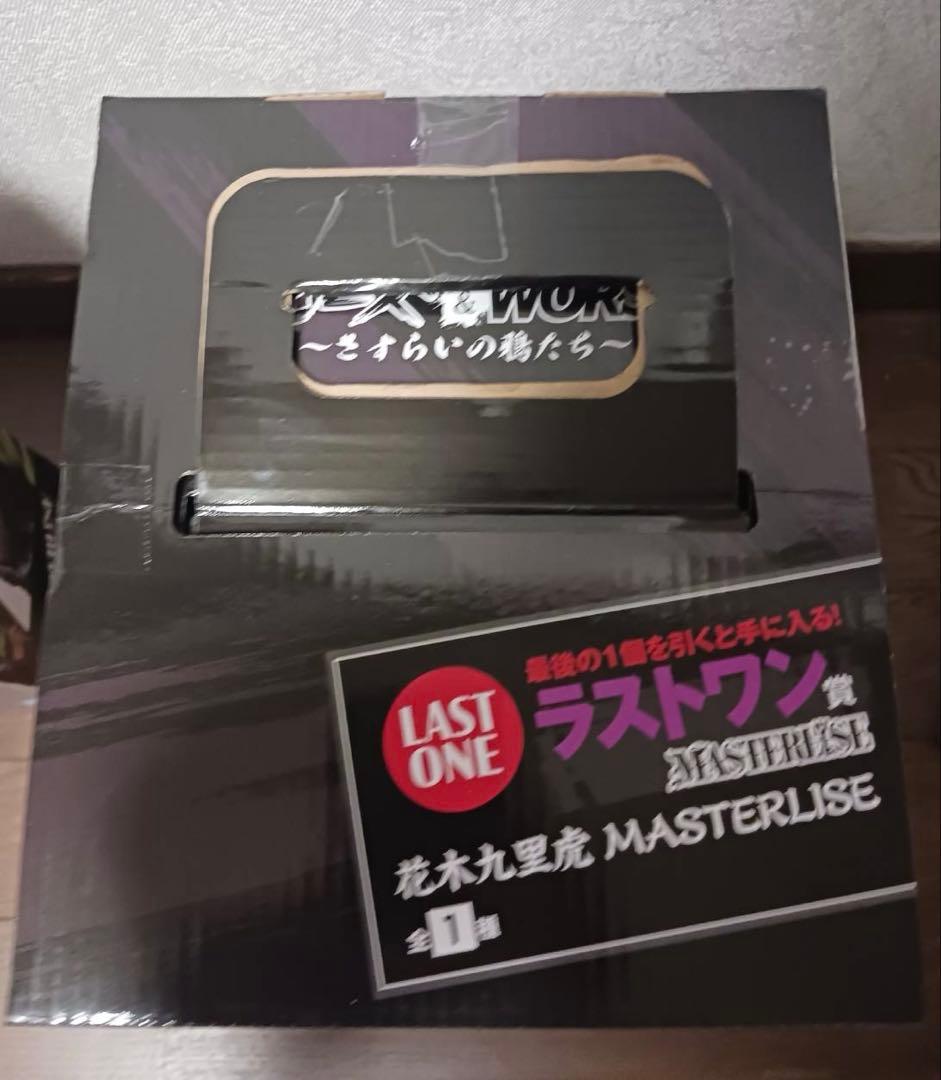 ＆WORST
～さすらいの鴉たち～
最後の1個を引くと手に入る!
LAST
ONE
ラストワン賞
MASTERLISE
花木九里虎 MASTERLISE
全1種